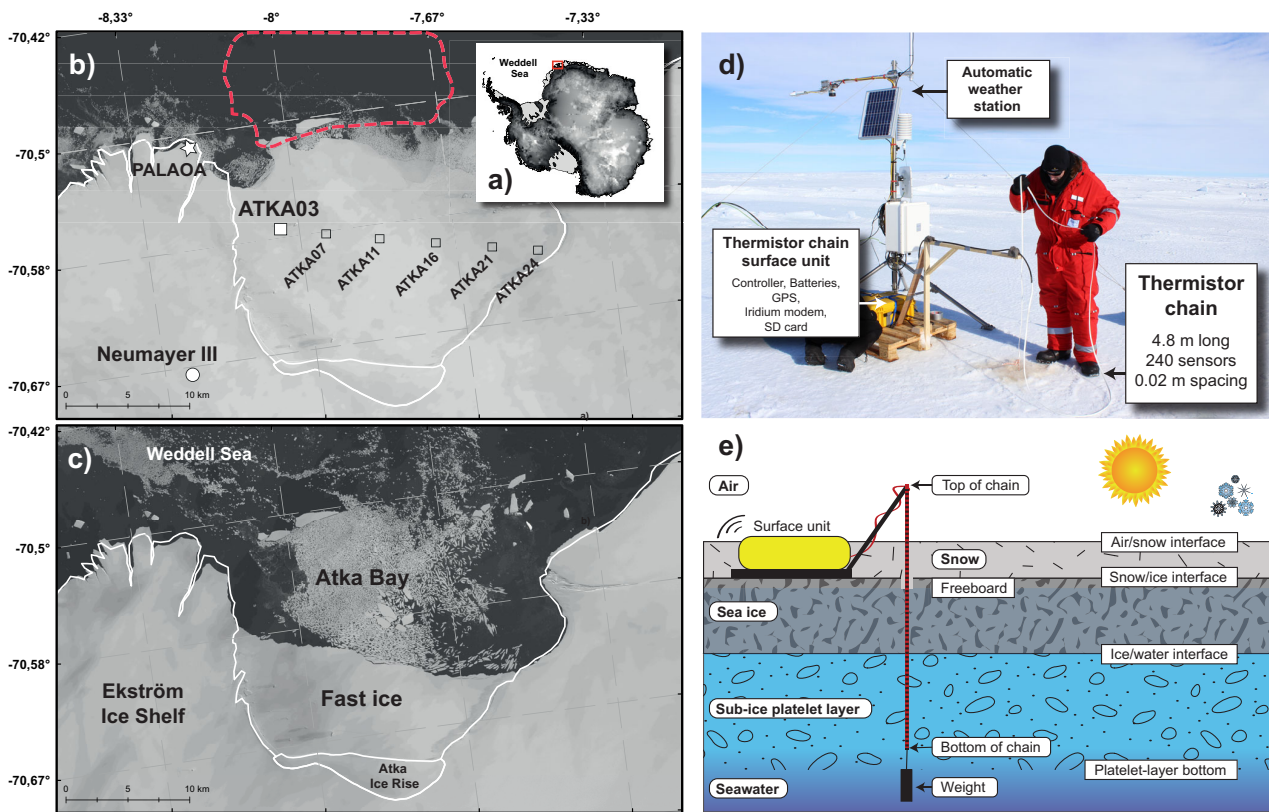 -8,33°
-8°
-7,67°
-7,33°
-70,42°
b)
Weddell
Sea
a)
-70,5°
PALAOA
ATKA03
ATKA07
ATKA11
ATKA16
ATKA21
ATKA24
-70,58°
Neumayer III
-70,67°
0 5 10 km
a)
-70,42°
c)
Weddell Sea
-70,5°
Atka Bay
-70,58°
Ekström
Ice Shelf
Fast ice
Atka
Ice Rise
-70,67°
0 5 10 km
d)
Automatic
weather
station
Thermistor chain
surface unit
Controller, Batteries,
GPS,
Iridium modem,
SD card
Thermistor
chain
4.8 m long
240 sensors
0.02 m spacing
e)
Air
Top of chain
Surface unit
Air/snow interface
Snow
Snow/ice interface
Freeboard
Sea ice
Ice/water interface
Sub-ice platelet layer
Bottom of chain
Platelet-layer bottom
Weight
Seawater